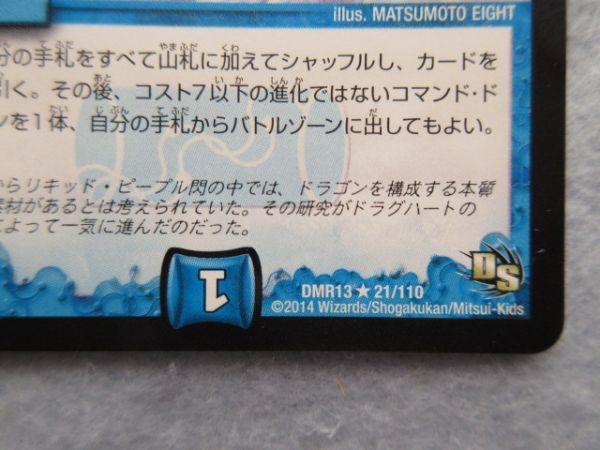 illus. MATSUMOTO EIGHT
分の手札をすべて山札に加えてシャッフルし、カードを
引く。その後、コスト7以下の進化ではないコマンド・ド
ンを1体、自分の手札からバトルゾーンに出してもよい。
からリキッド・ピープル閃の中では、ドラゴンを構成する本質
素材があるとは考えられていた。その研究がドラグハートの
によって一気に進んだのだった。
1
DS
DMR13 ★ 21/110
©2014 Wizards/Shogakukan/Mitsui-Kids